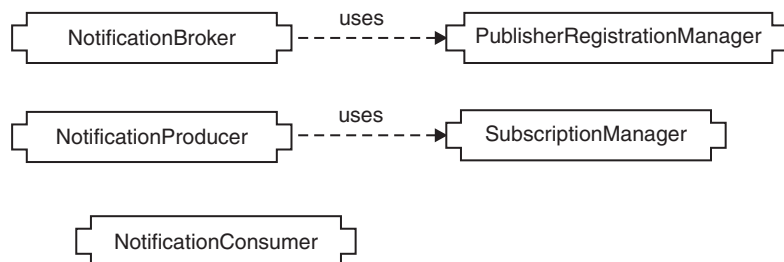 uses
NotificationBroker
PublisherRegistrationManager
uses
NotificationProducer
SubscriptionManager
NotificationConsumer